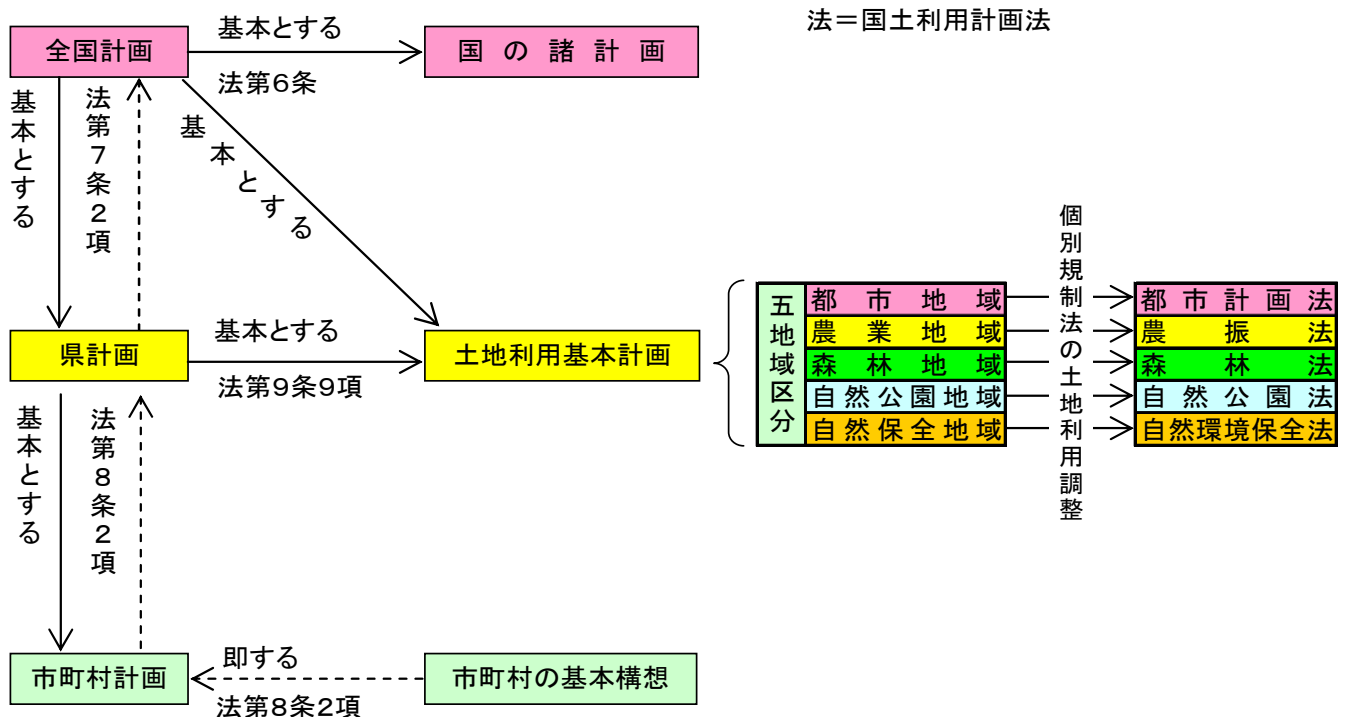 法＝国土利用計画法
全国計画
基本とする
法第６条
国の諸計画
基本とする
法第７条２項
基本とする
県計画
基本とする
法第９条９項
土地利用基本計画
五地域区分
都市地域
農業地域
森林地域
自然公園地域
自然保全地域
個別規制法の土地利用調整
都市計画法
農振法
森林法
自然公園法
自然環境保全法
基本とする
法第８条２項
市町村計画
即する
法第８条２項
市町村の基本構想